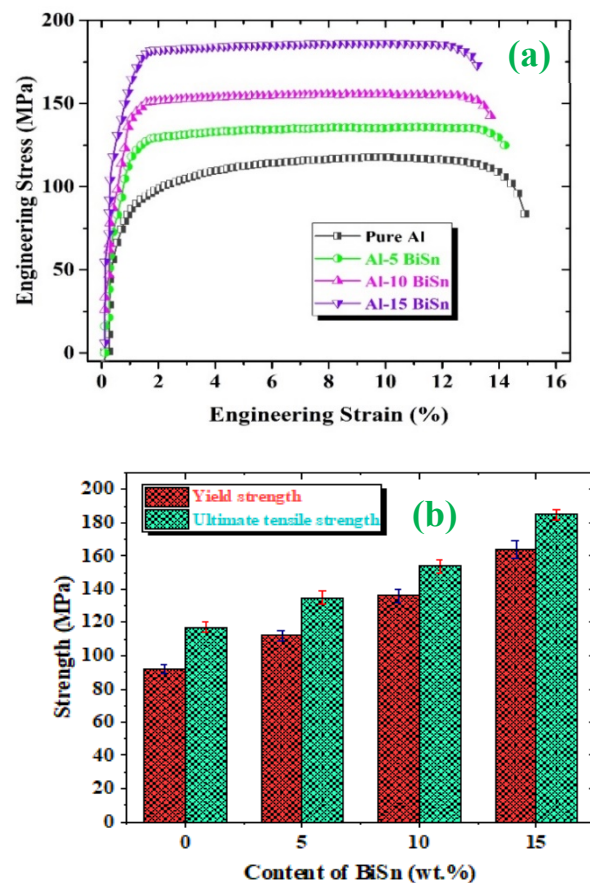 200
(a)
150
100
50
0
Engineering Stress (MPa)
Pure Al
Al-5 BiSn
Al-10 BiSn
Al-15 BiSn
0 2 4 6 8 10 12 14 16
Engineering Strain (%)
Yield strength
Ultimate tensile strength
(b)
200
180
160
140
120
100
80
60
40
20
0
Strength (MPa)
0 5 10 15
Content of BiSn (wt.%)